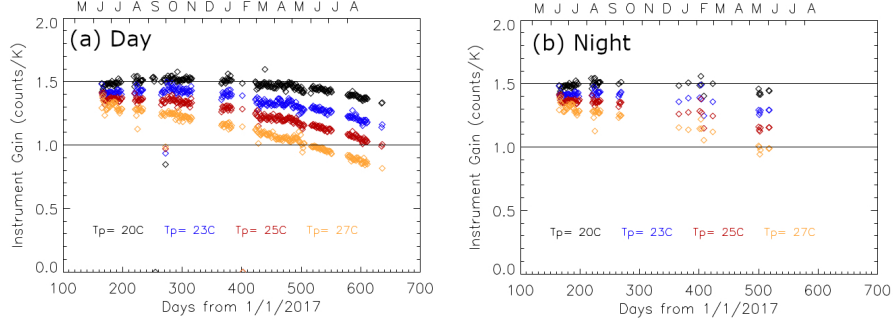 M J J A S O N D J F M A M J J A
(a) Day
2.0
1.5
1.0
0.5
0.0
Instrument Gain (counts/K)
Tp= 20C Tp= 23C Tp= 25C Tp= 27C
100 200 300 400 500 600 700
Days from 1/1/2017
M J J A S O N D J F M A M J J A
(b) Night
2.0
1.5
1.0
0.5
0.0
Instrument Gain (counts/K)
Tp= 20C Tp= 23C Tp= 25C Tp= 27C
100 200 300 400 500 600 700
Days from 1/1/2017